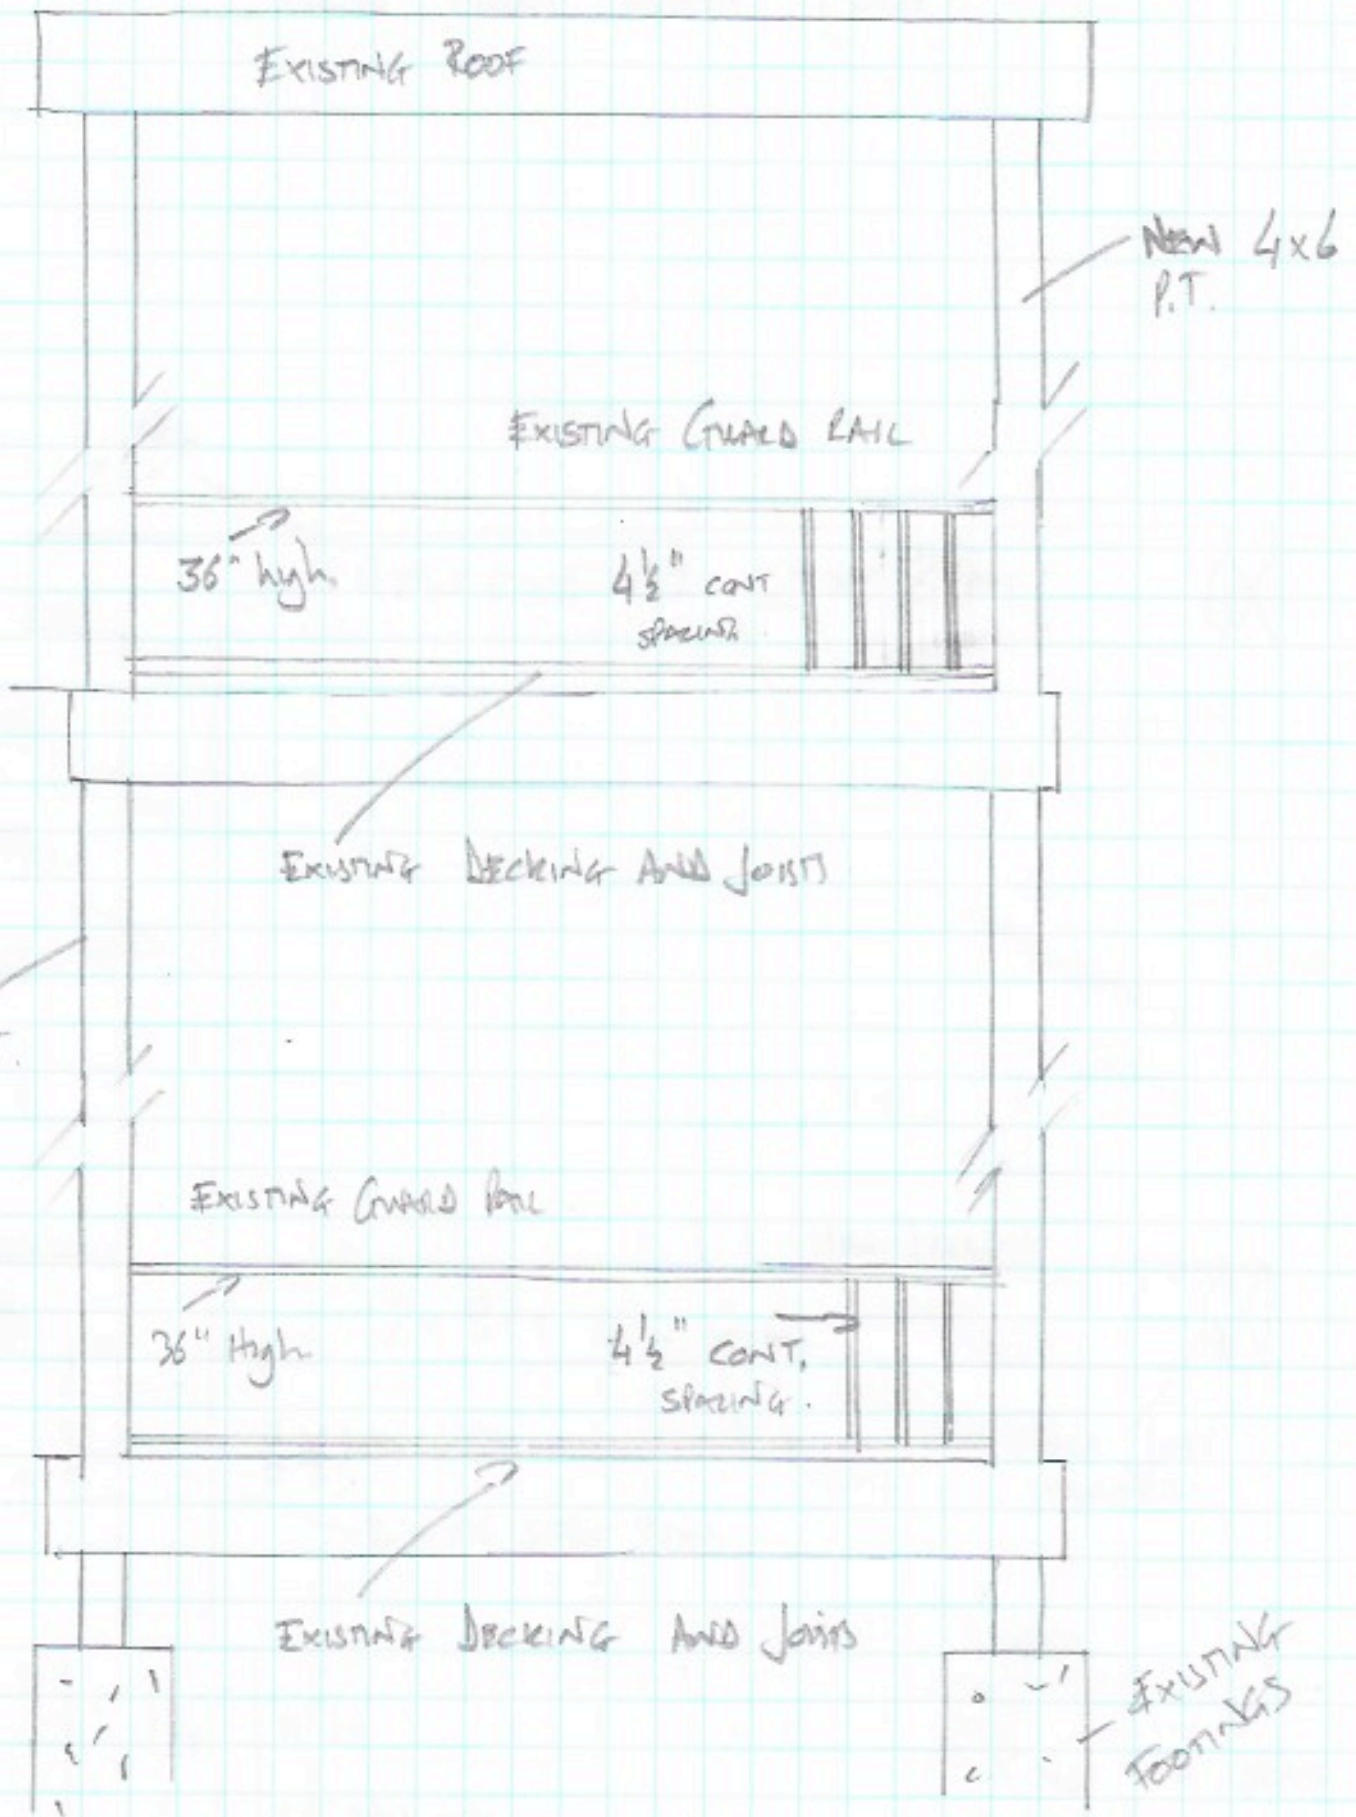 EXISTING ROOF
NEW 4x6
P.T.
EXISTING GUARD RAIL
36" high.
4½" CONT
SPACING
EXISTING DECKING AND JOISTS
EXISTING GUARD RAIL
36" High
4½" CONT.
SPACING.
EXISTING DECKING AND JOISTS
EXISTING
FOOTINGS